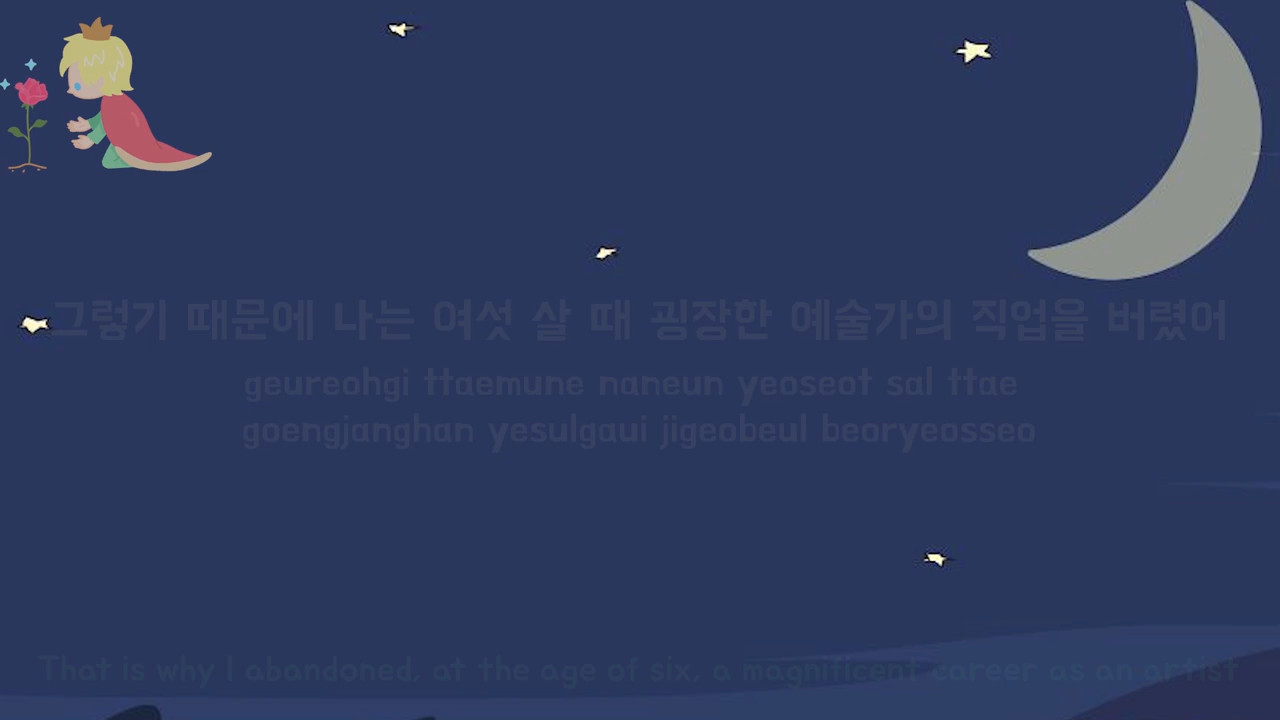 그렇기 때문에 나는 여섯 살 때 굉장한 예술가의 직업을 버렸어
geureohgi ttaemune naneun yeoseot sal ttae
goengjanghan yesulgaui jigeobeul beoryeosseo
That is why I abandoned, at the age of six, a magnificent career as an artist